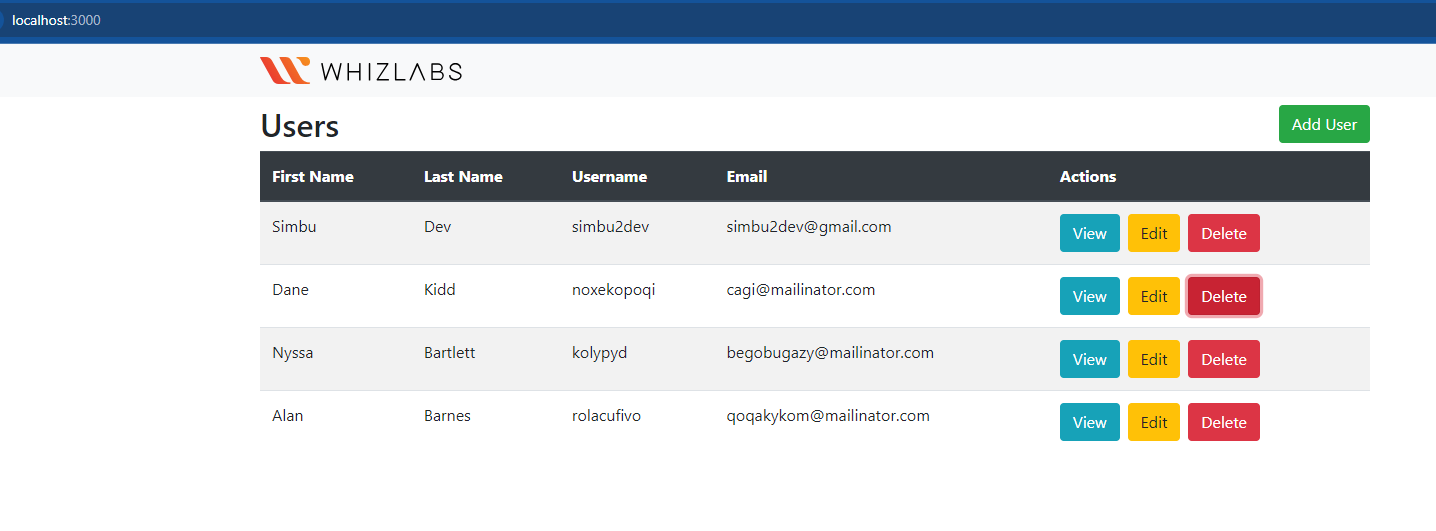 localhost:3000
WHIZLABS
Users
Add User
First Name Last Name Username Email Actions
Simbu Dev simbu2dev simbu2dev@gmail.com View Edit Delete
Dane Kidd noxekopoqi cagi@mailinator.com View Edit Delete
Nyssa Bartlett kolypyd begobugazy@mailinator.com View Edit Delete
Alan Barnes rolacufivo qoqakykom@mailinator.com View Edit Delete